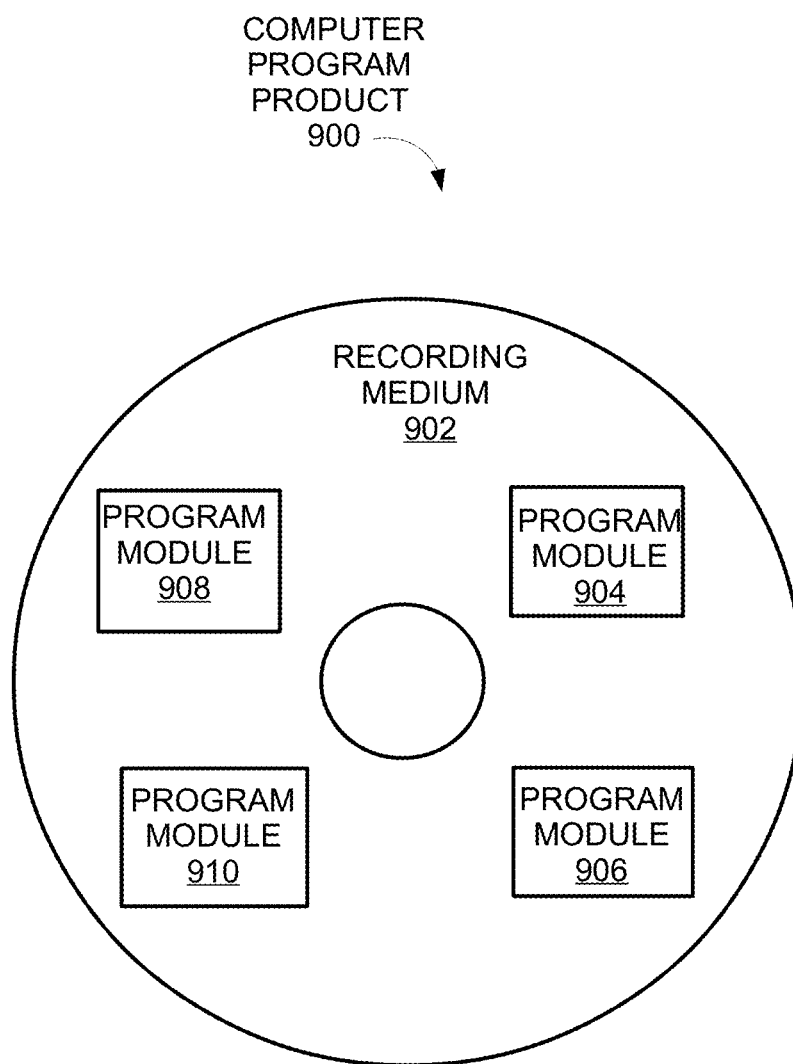 COMPUTER
PROGRAM
PRODUCT
900
RECORDING
MEDIUM
902
PROGRAM
MODULE
908
PROGRAM
MODULE
904
PROGRAM
MODULE
910
PROGRAM
MODULE
906